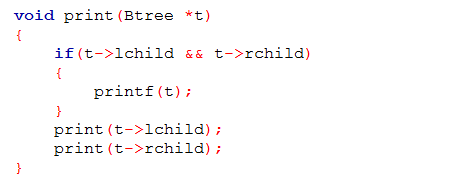 void print(Btree *t)
{
    if(t->lchild && t->rchild)
    {
        printf(t);
    }
    print(t->lchild);
    print(t->rchild);
}